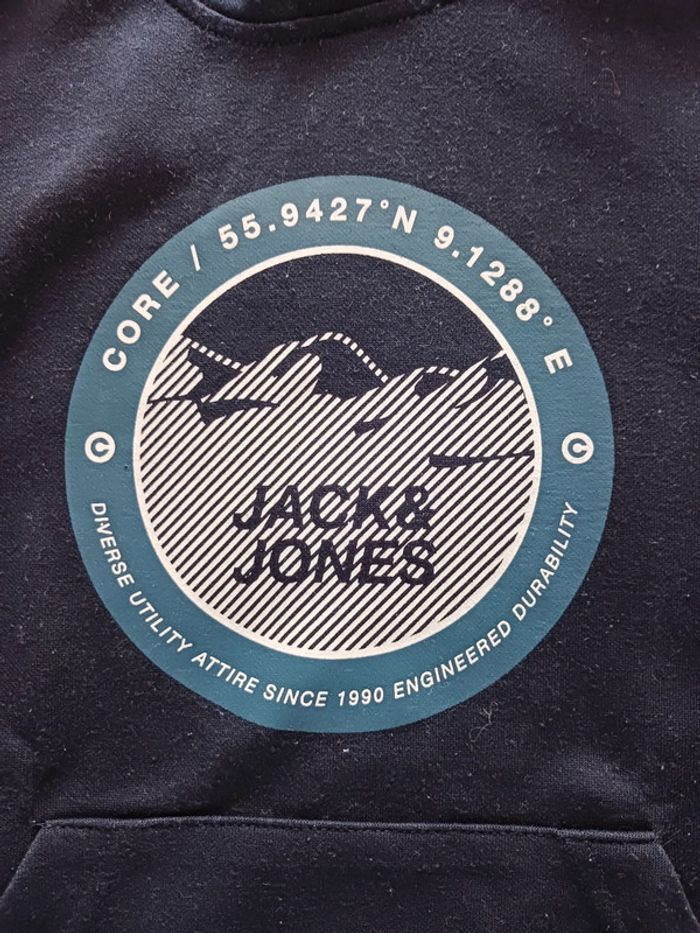 CORE / 55.9427°N 9.1288° E
© ©
JACK&
JONES
DIVERSE UTILITY ATTIRE SINCE 1990 ENGINEERED DURABILITY